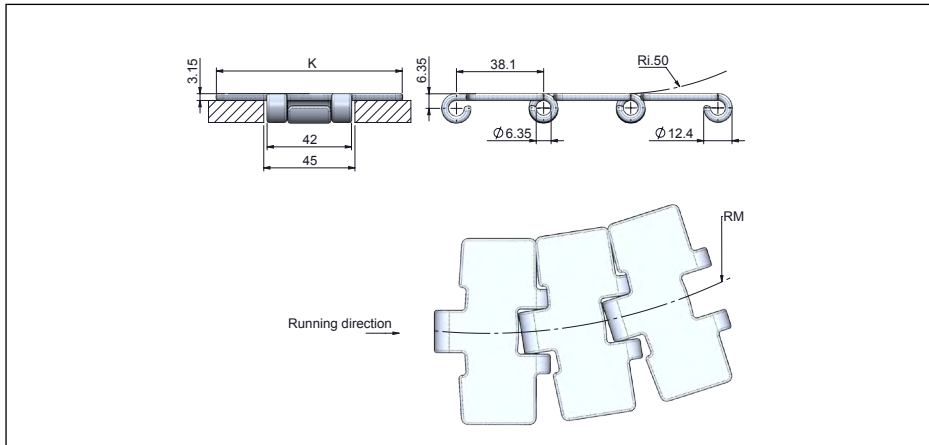 K
3.15
42
45
6.35
38.1
Ri.50
Ø6.35
Ø12.4
RM
Running direction